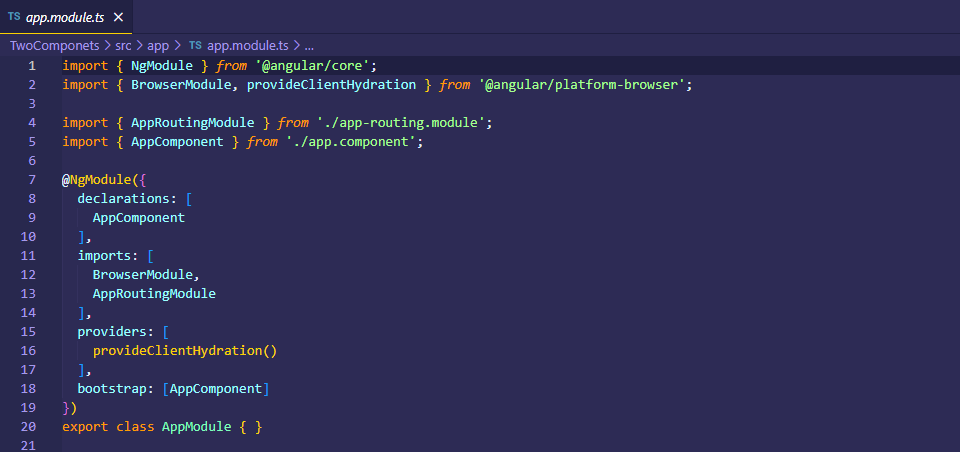 TS app.module.ts ×
TwoComponets > src > app > TS app.module.ts > ...
1 import { NgModule } from '@angular/core';
2 import { BrowserModule, provideClientHydration } from '@angular/platform-browser';
3
4 import { AppRoutingModule } from './app-routing.module';
5 import { AppComponent } from './app.component';
6
7 @NgModule({
8   declarations: [
9     AppComponent
10   ],
11   imports: [
12     BrowserModule,
13     AppRoutingModule
14   ],
15   providers: [
16     provideClientHydration()
17   ],
18   bootstrap: [AppComponent]
19 })
20 export class AppModule { }
21